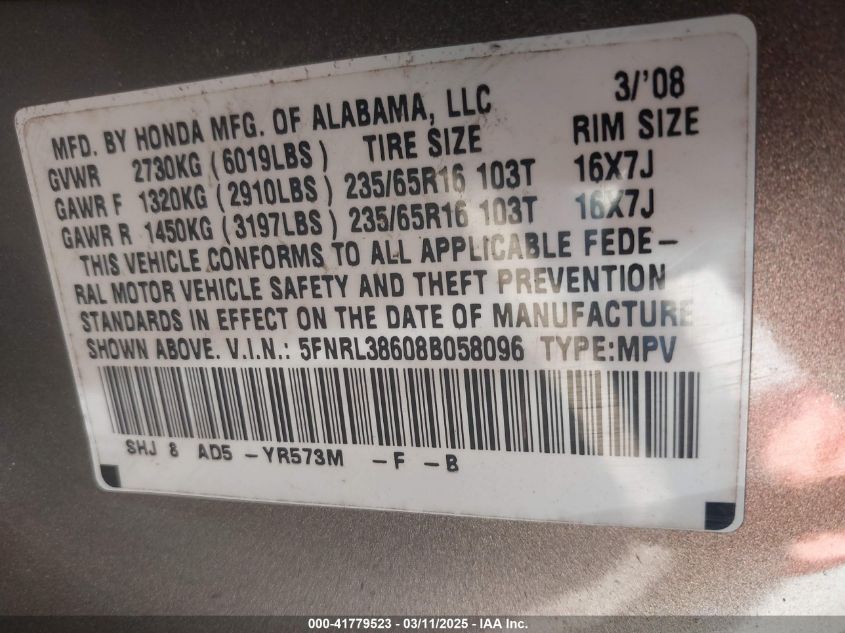 3/'08
MFD. BY HONDA MFG. OF ALABAMA, LLC
GVWR 2730KG (6019LBS) TIRE SIZE RIM SIZE
GAWR F 1320KG (2910LBS) 235/65R16 103T 16X7J
GAWR R 1450KG (3197LBS) 235/65R16 103T 16X7J
THIS VEHICLE CONFORMS TO ALL APPLICABLE FEDE-
RAL MOTOR VEHICLE SAFETY AND THEFT PREVENTION
STANDARDS IN EFFECT ON THE DATE OF MANUFACTURE
SHOWN ABOVE. V.I.N.: 5FNRL38608B058096 TYPE:MPV
SHJ 8 AD5 -YR573M -F -B
000-41779523 - 03/11/2025 - IAA Inc.